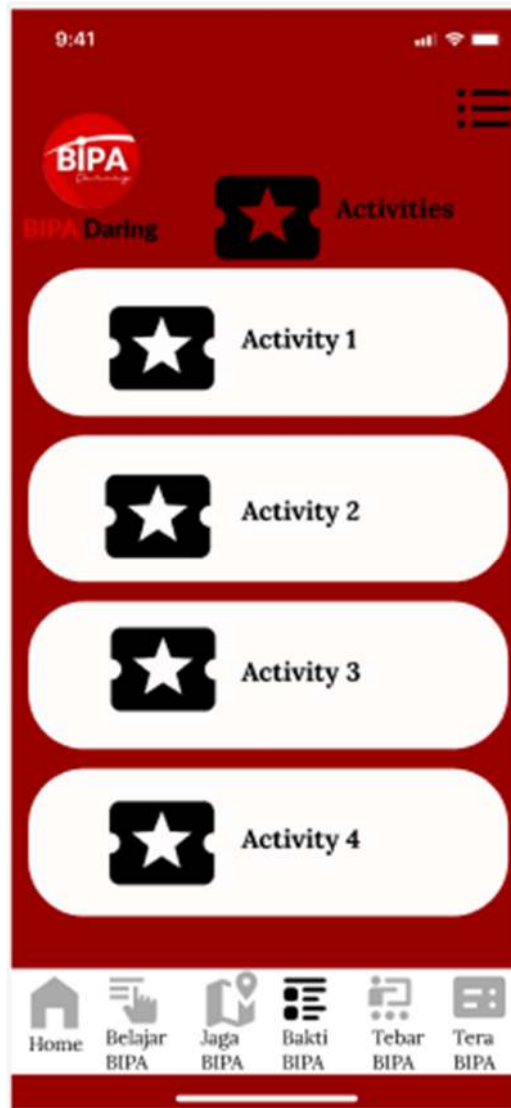 9:41
BIPA
Daring
BIPA Daring
Activities
Activity 1
Activity 2
Activity 3
Activity 4
Home
Belajar
BIPA
Jaga
BIPA
Bakti
BIPA
Tebar
BIPA
Tera
BIPA